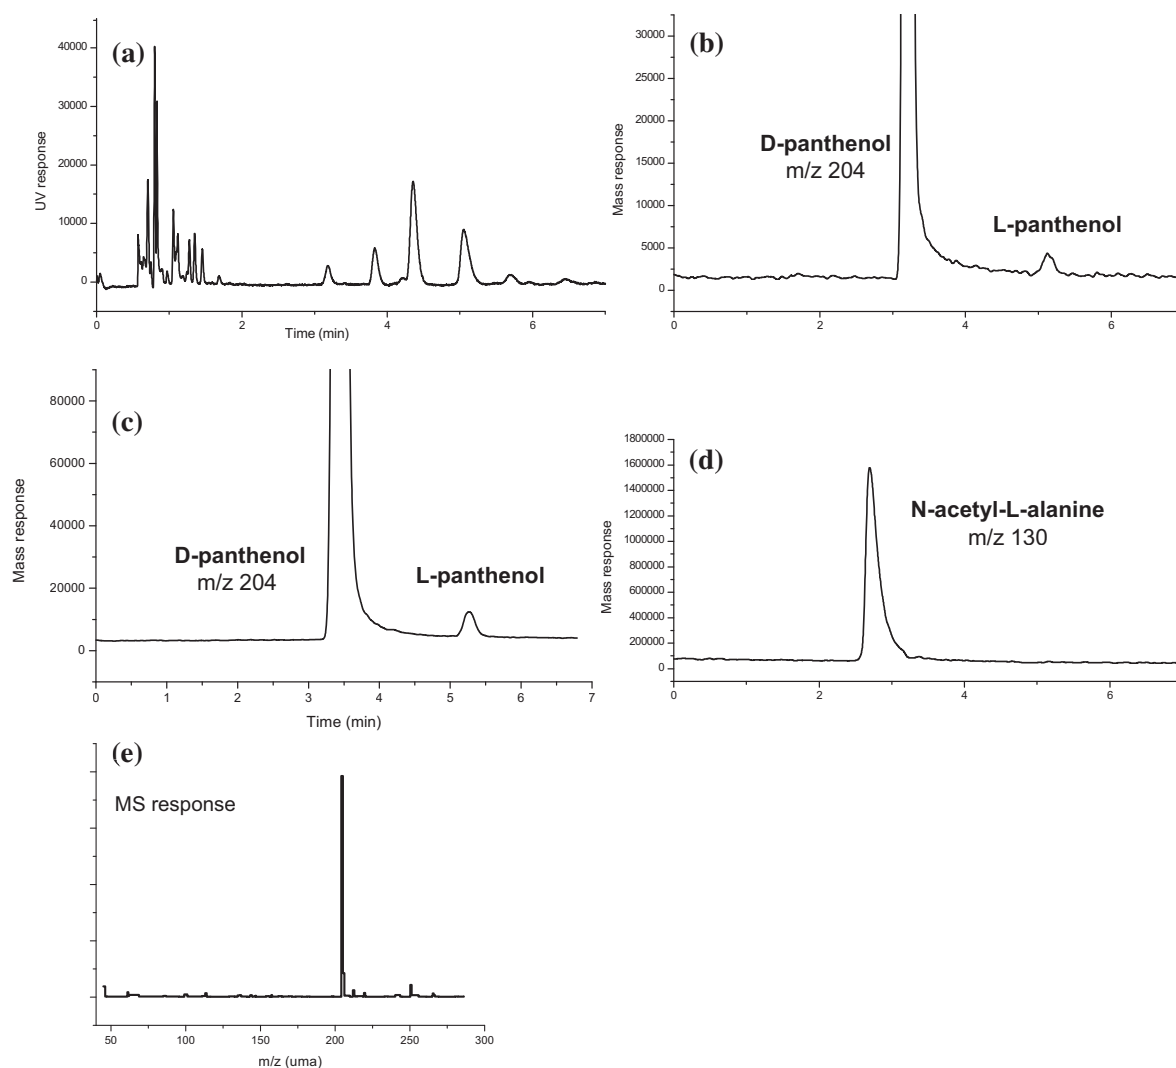 (a)
UV response
40000
30000
20000
10000
0
0
2
4
6
Time (min)
(b)
Mass response
30000
25000
20000
15000
10000
5000
0
D-panthenol
m/z 204
L-panthenol
0
2
4
6
(c)
Mass response
80000
60000
40000
20000
0
D-panthenol
m/z 204
L-panthenol
0
1
2
3
4
5
6
7
Time (min)
(d)
Mass response
1800000
1600000
1400000
1200000
1000000
800000
600000
400000
200000
0
N-acetyl-L-alanine
m/z 130
0
2
4
6
(e)
MS response
50
100
150
200
250
300
m/z (uma)